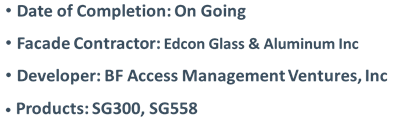 • Date of Completion: On Going
• Facade Contractor: Edcon Glass & Aluminum Inc
• Developer: BF Access Management Ventures, Inc
• Products: SG300, SG558